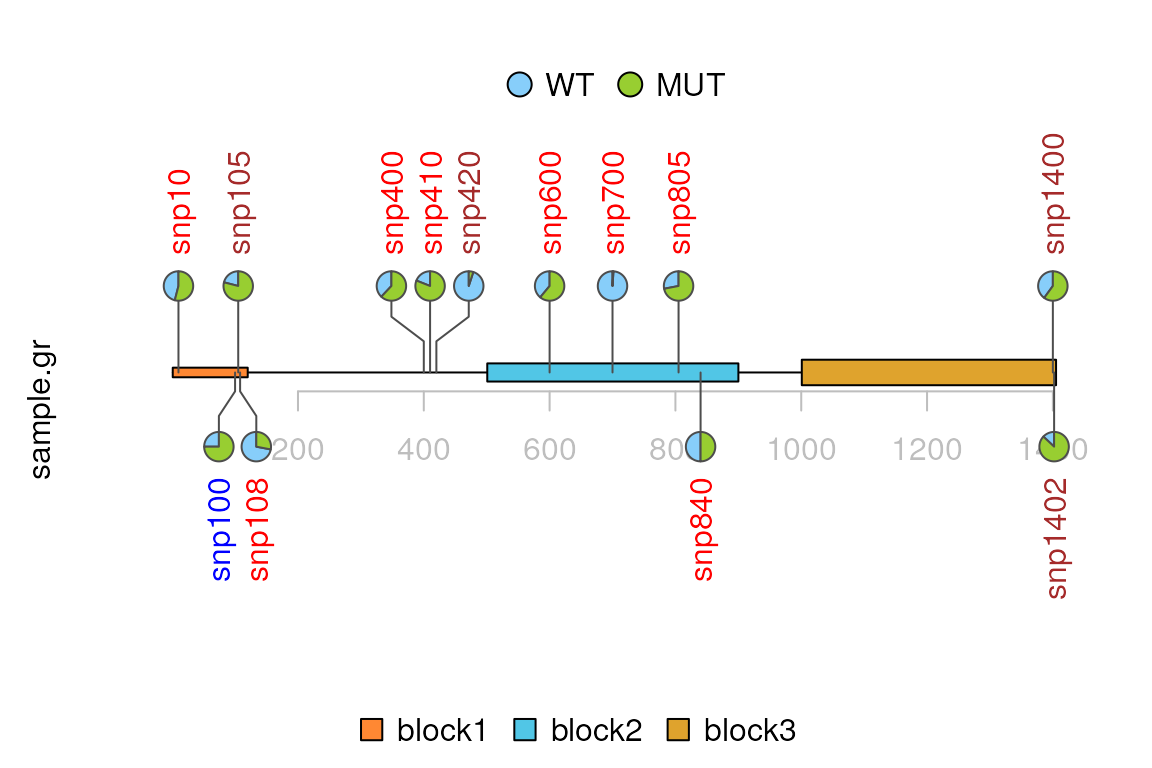 WT MUT
snp10 snp105 snp400 snp410 snp420 snp600 snp700 snp805 snp1400
sample.gr
200 400 600 800 1000 1200 1400
snp100 snp108 snp840 snp1402
block1 block2 block3